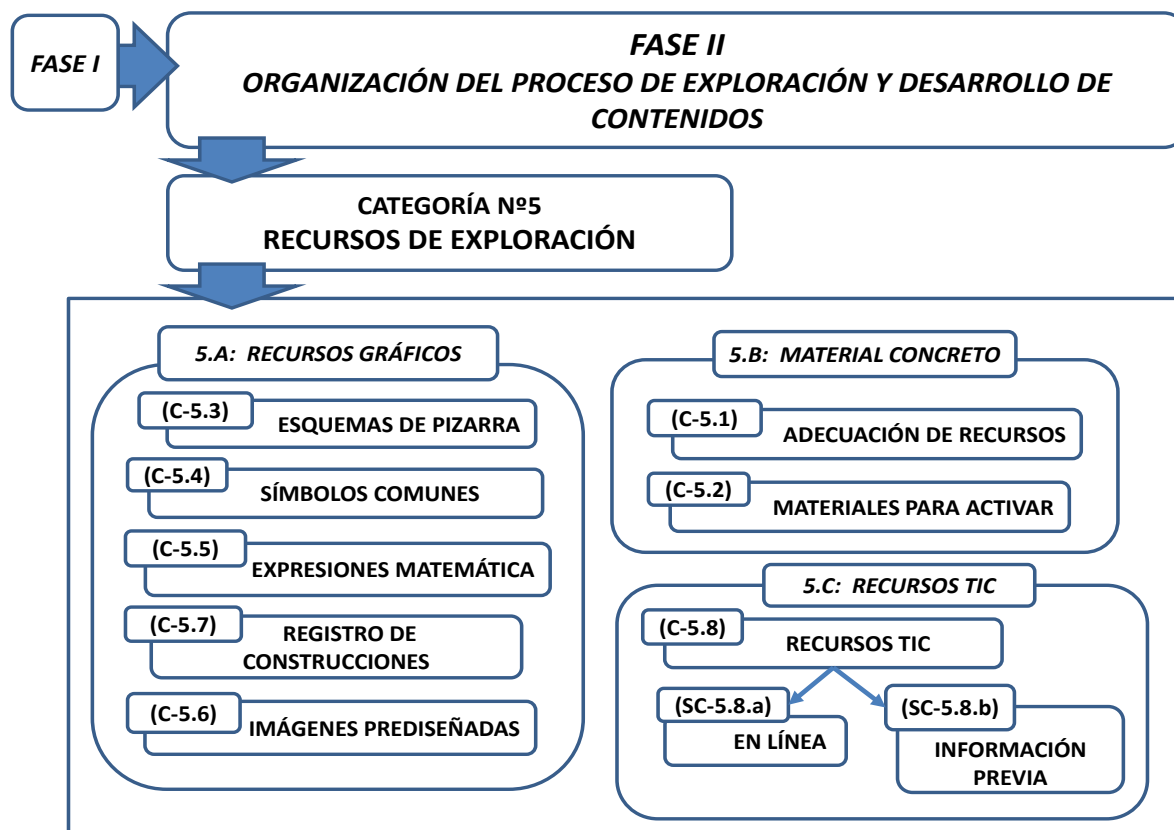 FASE I
FASE II
ORGANIZACIÓN DEL PROCESO DE EXPLORACIÓN Y DESARROLLO DE
CONTENIDOS
CATEGORÍA Nº5
RECURSOS DE EXPLORACIÓN
5.A: RECURSOS GRÁFICOS
(C-5.3)
ESQUEMAS DE PIZARRA
(C-5.4)
SÍMBOLOS COMUNES
(C-5.5)
EXPRESIONES MATEMÁTICA
(C-5.7)
REGISTRO DE
CONSTRUCCIONES
(C-5.6)
IMÁGENES PREDISEÑADAS
5.B: MATERIAL CONCRETO
(C-5.1)
ADECUACIÓN DE RECURSOS
(C-5.2)
MATERIALES PARA ACTIVAR
5.C: RECURSOS TIC
(C-5.8)
RECURSOS TIC
(SC-5.8.a)
EN LÍNEA
(SC-5.8.b)
INFORMACIÓN
PREVIA